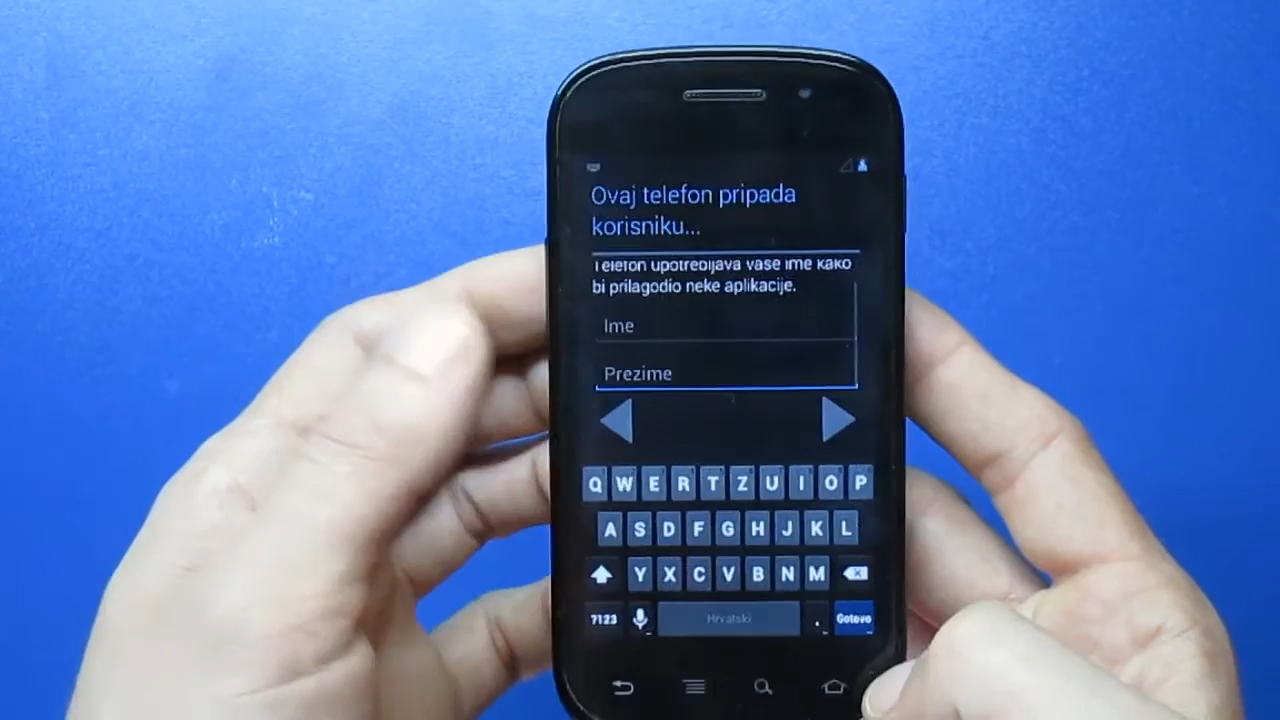 Ovaj telefon pripada
korisniku...
Telefon upotrebljava vaše ime kako
bi prilagodio neke aplikacije.
Ime
Prezime
Q W E R T Z U I O P
A S D F G H J K L
Y X C V B N M
?123 Hrvatski . Gotovo